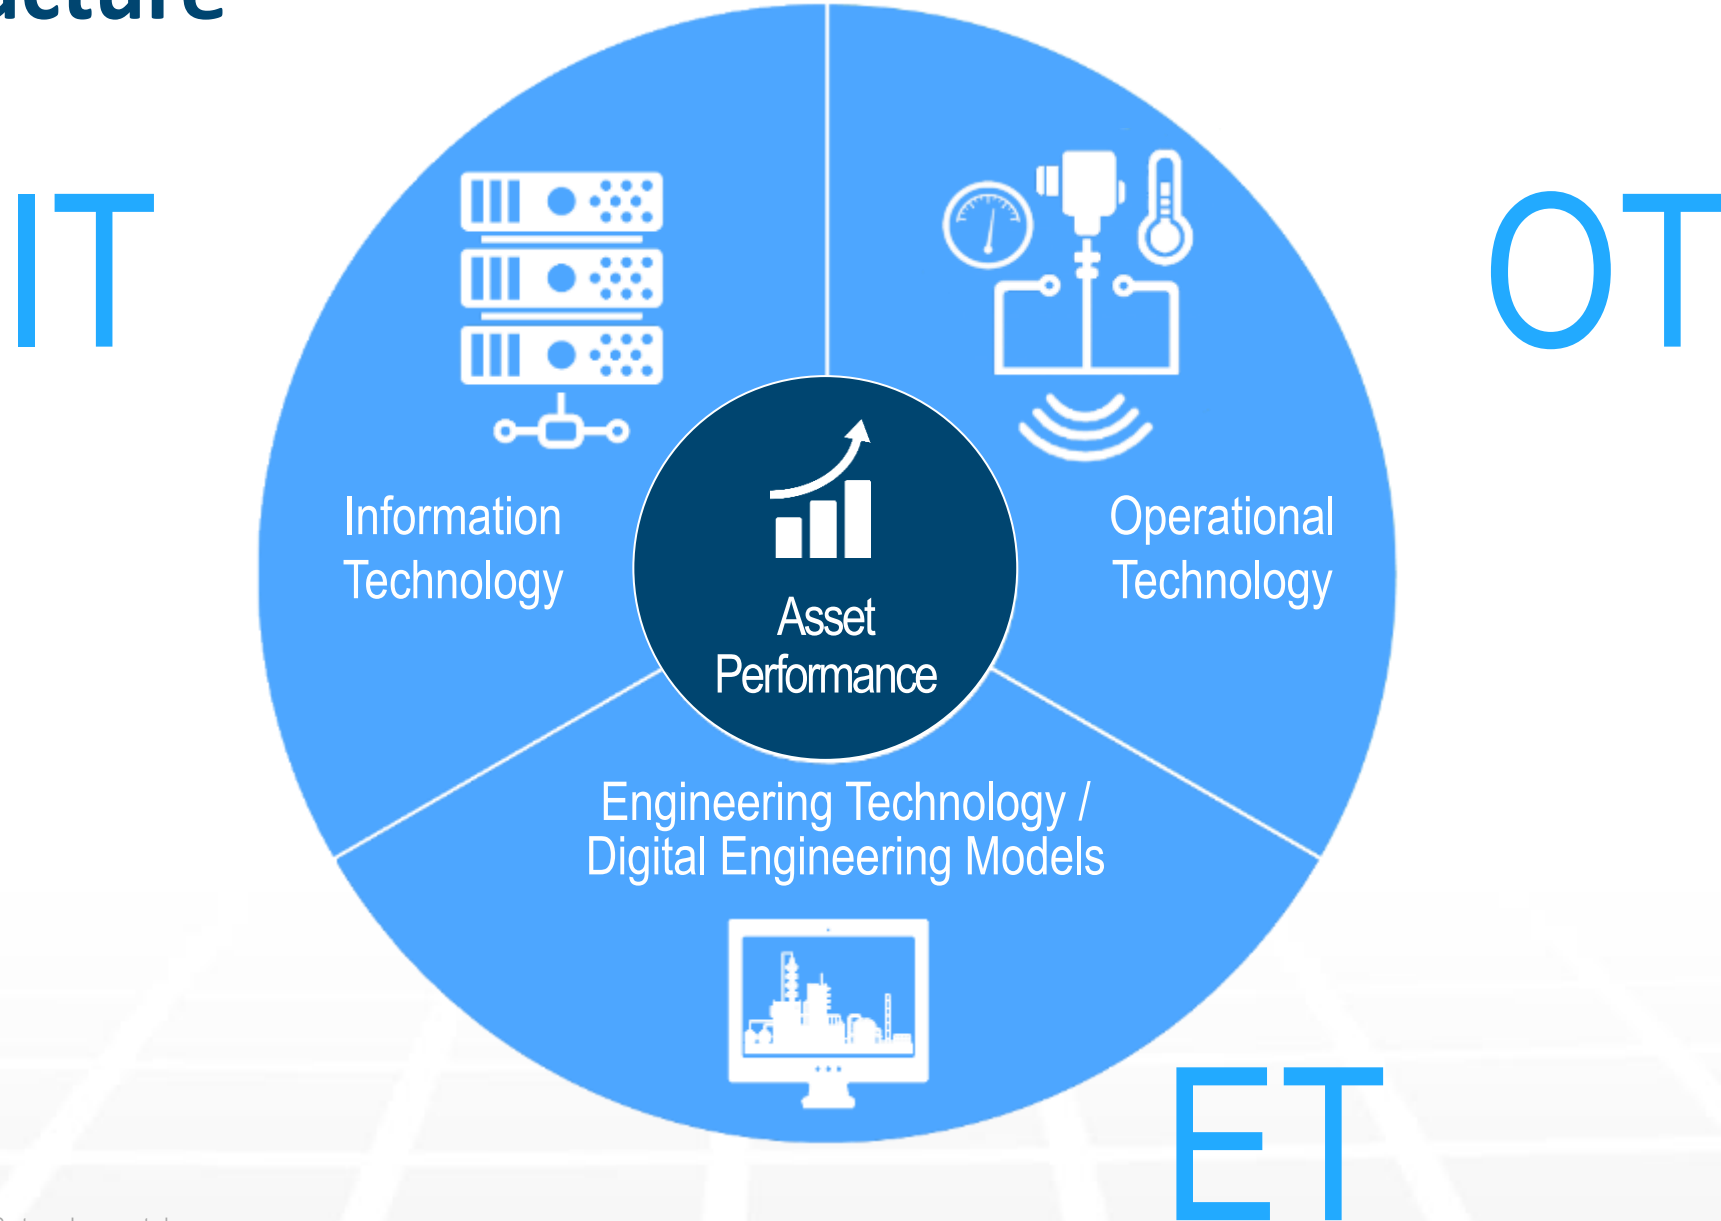 IT
OT
Information
Technology
Operational
Technology
Asset
Performance
Engineering Technology /
Digital Engineering Models
ET